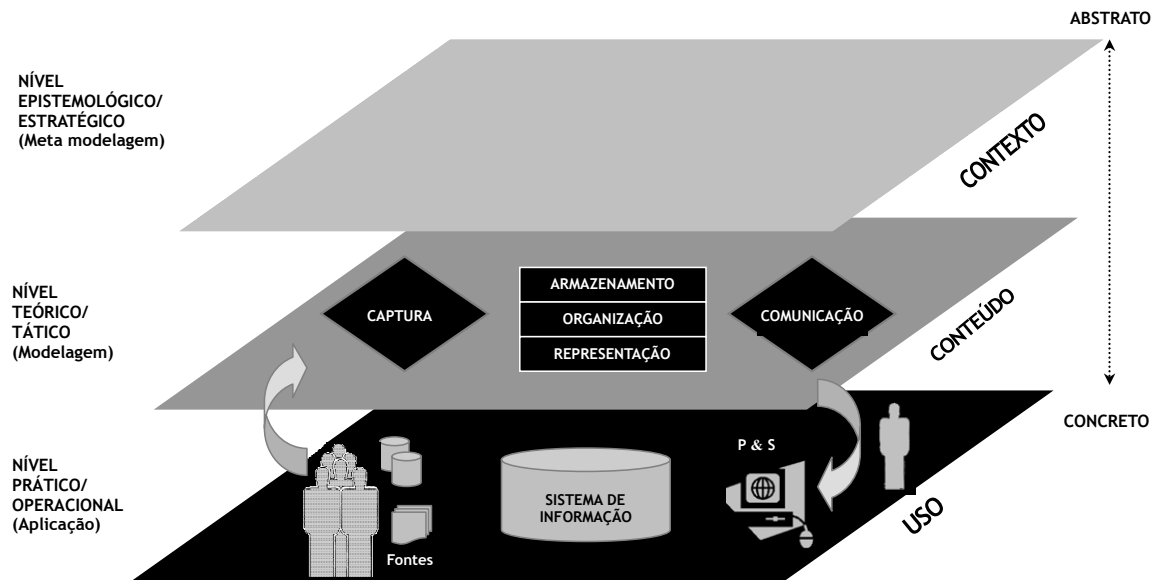 ABSTRATO
NÍVEL
EPISTEMOLÓGICO/
ESTRATÉGICO
(Meta modelagem)
CONTEXTO
NÍVEL
TEÓRICO/
TÁTICO
(Modelagem)
CAPTURA
ARMAZENAMENTO
ORGANIZAÇÃO
REPRESENTAÇÃO
COMUNICAÇÃO
CONTEÚDO
CONCRETO
NÍVEL
PRÁTICO/
OPERACIONAL
(Aplicação)
Fontes
SISTEMA DE
INFORMAÇÃO
P & S
USO